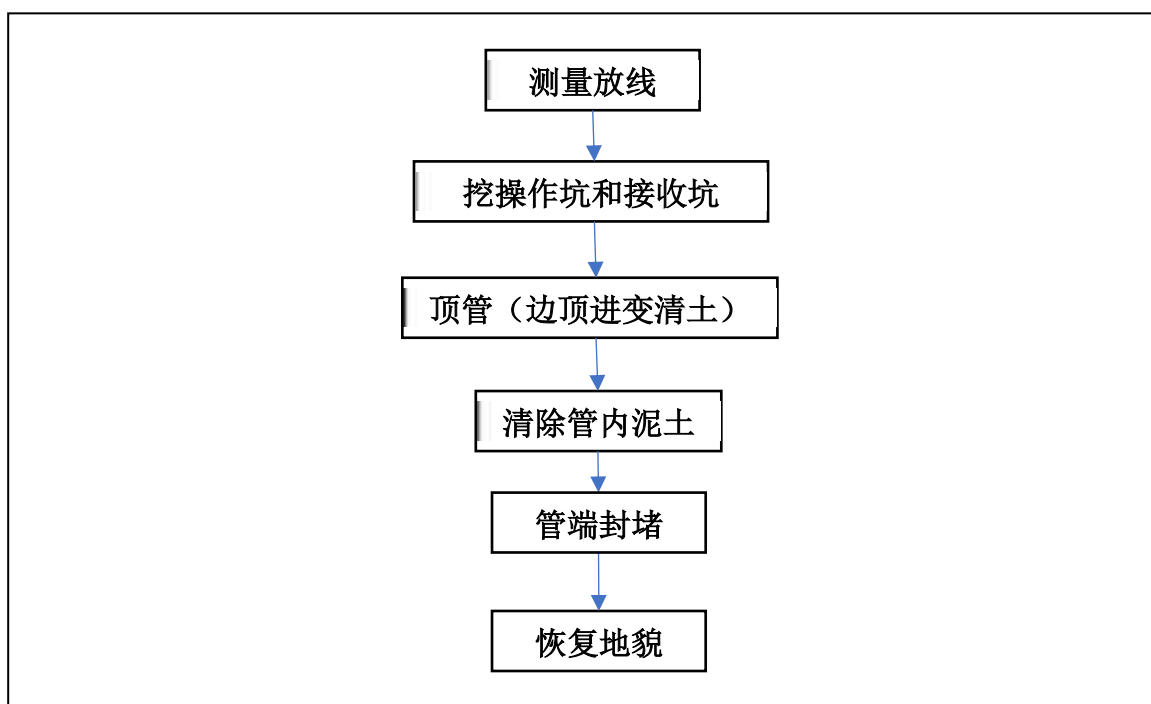 测量放线
挖操作坑和接收坑
顶管（边顶进变清土）
清除管内泥土
管端封堵
恢复地貌